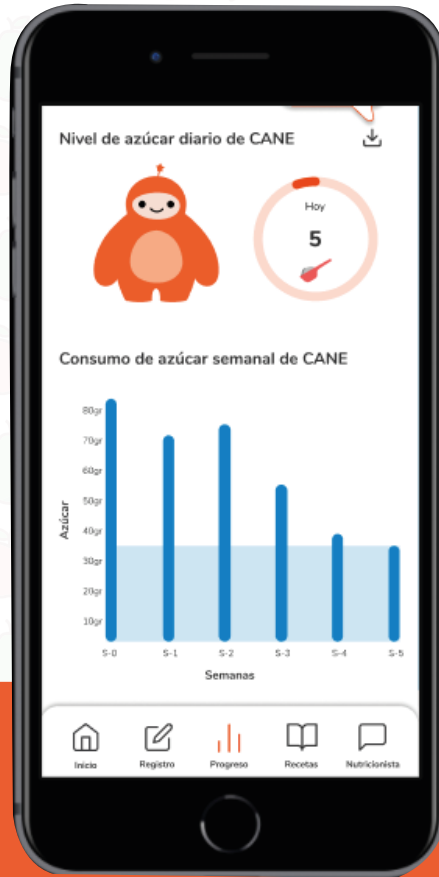 Nivel de azúcar diario de CANE
Hoy
5
Consumo de azúcar semanal de CANE
80gr
70gr
60gr
50gr
40gr
30gr
20gr
10gr
Azúcar
S-0 S-1 S-2 S-3 S-4 S-5
Semanas
Inicio Registro Progreso Recetas Nutricionista